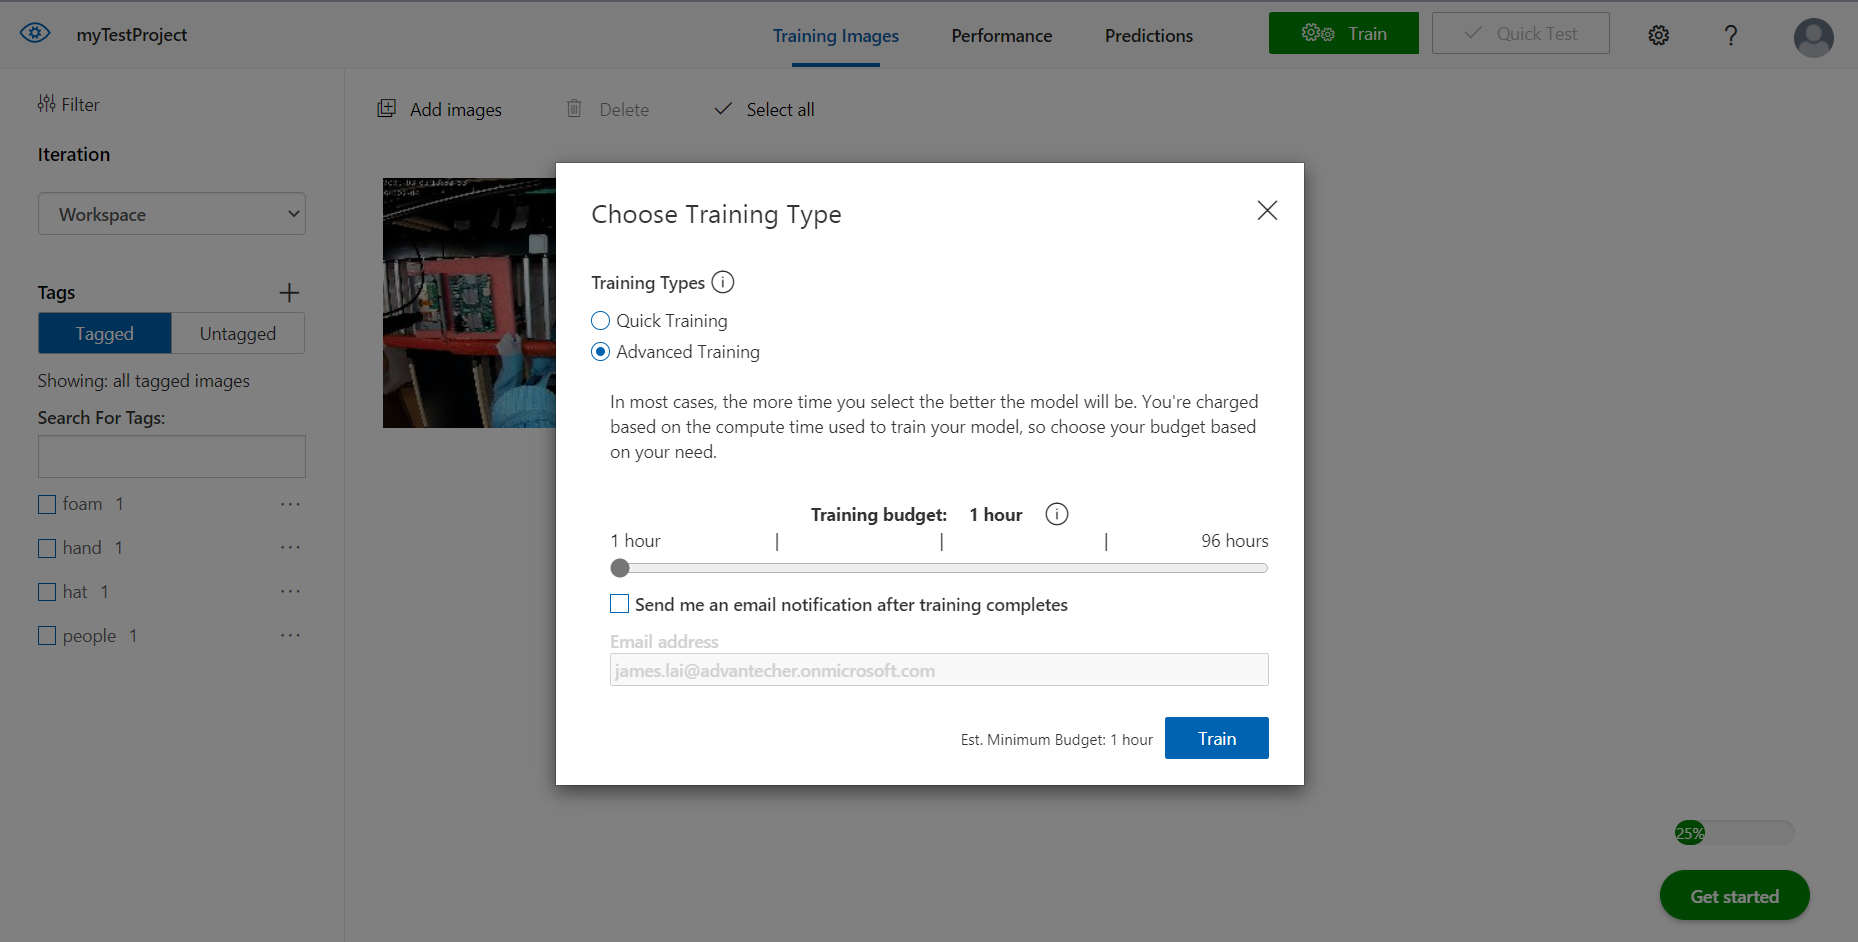 myTestProject
Training Images
Performance
Predictions
Train
Quick Test
?
Filter
Iteration
Workspace
Tags
Tagged
Untagged
Showing: all tagged images
Search For Tags:
foam 1
hand 1
hat 1
people 1
Add images
Delete
Select all
Choose Training Type
Training Types
Quick Training
Advanced Training
In most cases, the more time you select the better the model will be. You're charged
based on the compute time used to train your model, so choose your budget based
on your need.
Training budget: 1 hour
1 hour | | | 96 hours
Send me an email notification after training completes
Email address
james.lai@advantecher.onmicrosoft.com
Est. Minimum Budget: 1 hour
Train
25%
Get started